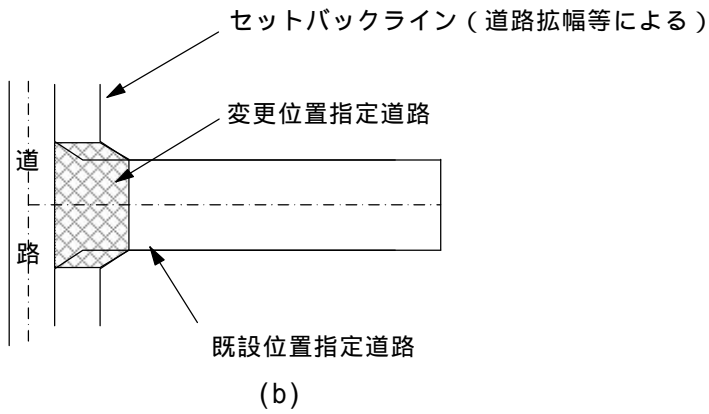 セットバックライン（道路拡幅等による）
変更位置指定道路
道
路
既設位置指定道路
(b)